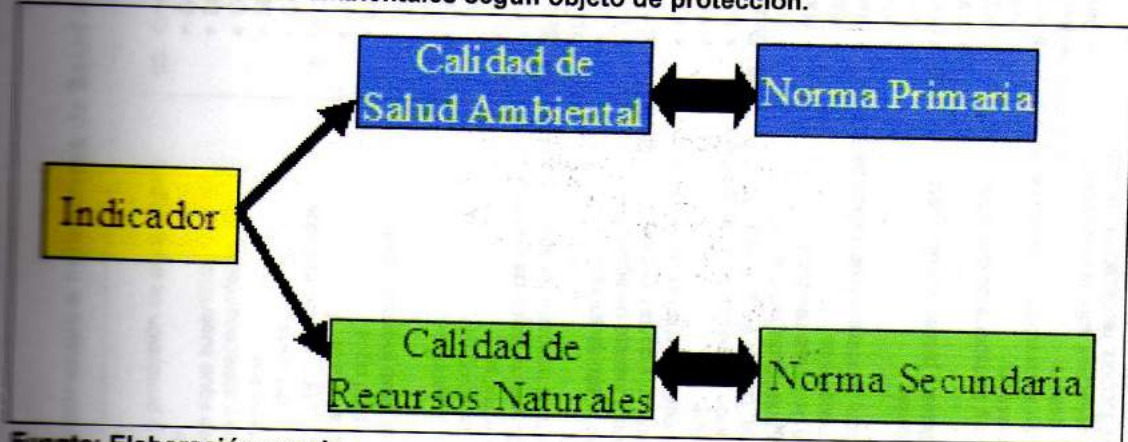 ambientales según objeto de protección.
Calidad de
Salud Ambiental
Norma Primaria
Indicador
Calidad de
Recursos Naturales
Norma Secundaria
Fuente: Elaboración